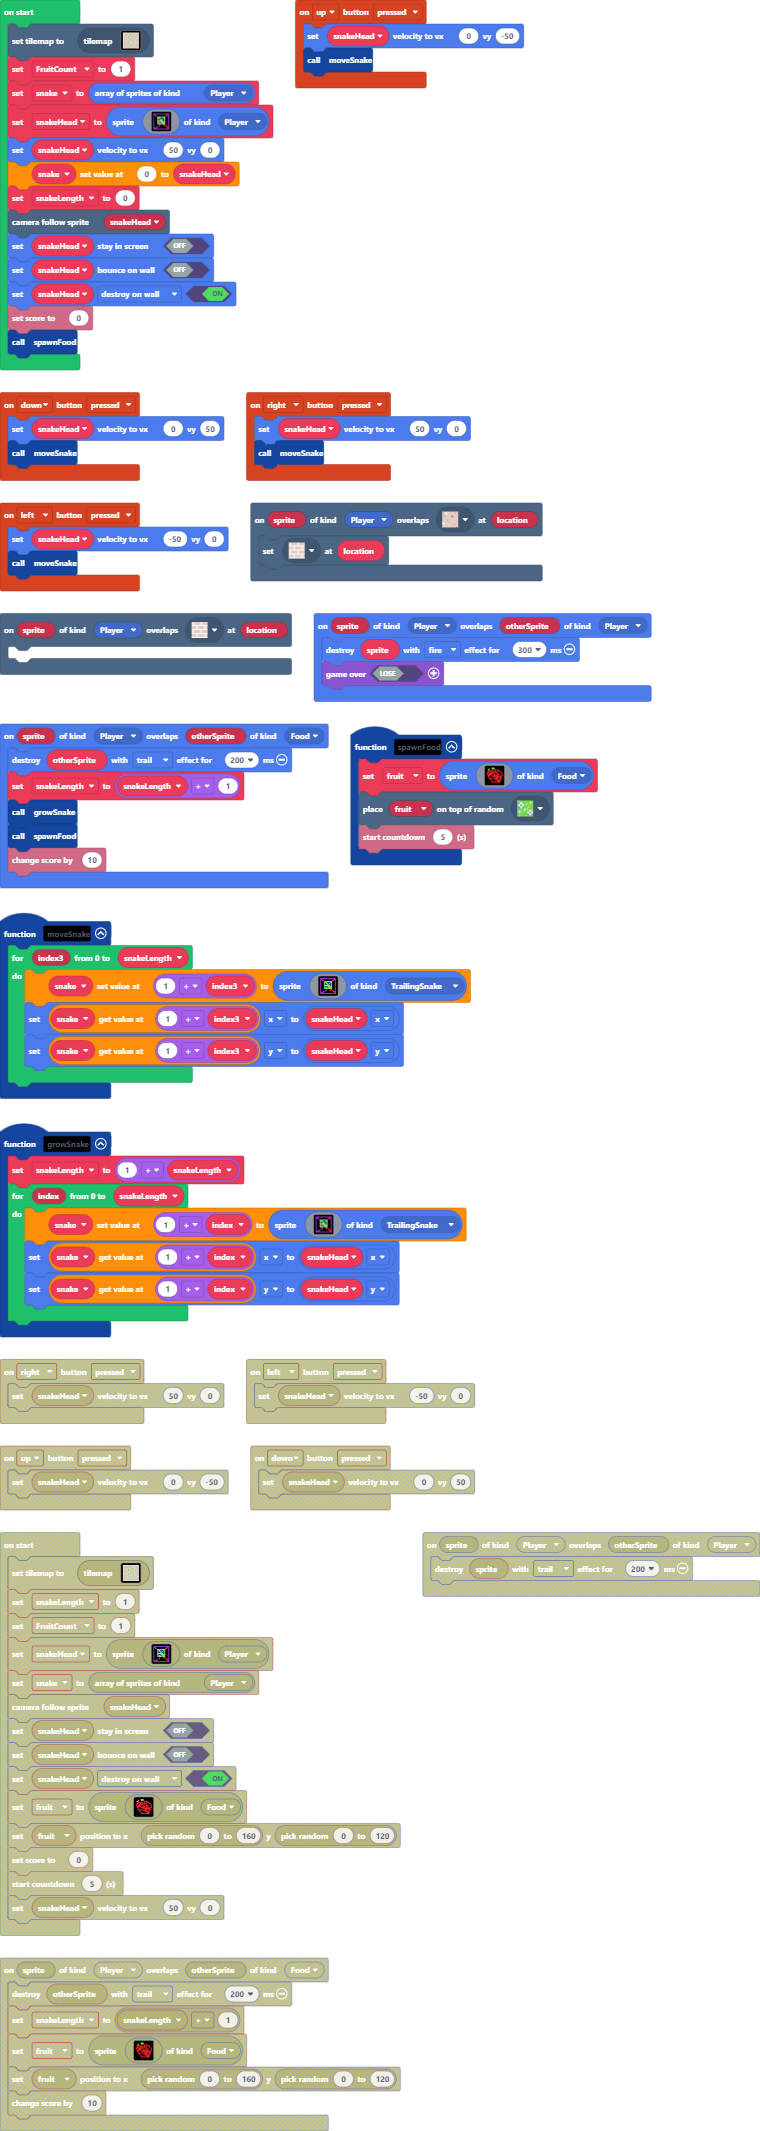 on start
set tilemap to tilemap
set FruitCount to 1
set snake to array of sprites of kind Player
set snakeHead to sprite of kind Player
set snakeHead velocity to vx 50 vy 0
snake set value at 0 to snakeHead
set snakeLength to 0
camera follow sprite snakeHead
set snakeHead stay in screen OFF
set snakeHead bounce on wall OFF
set snakeHead destroy on wall ON
set score to 0
call spawnFood
on up button pressed
set snakeHead velocity to vx 0 vy -50
call moveSnake
on down button pressed
set snakeHead velocity to vx 0 vy 50
call moveSnake
on right button pressed
set snakeHead velocity to vx 50 vy 0
call moveSnake
on left button pressed
set snakeHead velocity to vx -50 vy 0
call moveSnake
on sprite of kind Player overlaps at location
set at location
on sprite of kind Player overlaps at location
on sprite of kind Player overlaps otherSprite of kind Player
destroy sprite with fire effect for 300 ms
game over LOSE
on sprite of kind Player overlaps otherSprite of kind Food
destroy otherSprite with trail effect for 200 ms
set snakeLength to snakeLength + 1
call growSnake
call spawnFood
change score by 10
function spawnFood
set fruit to sprite of kind Food
place fruit on top of random
start countdown 5 (s)
function moveSnake
for index3 from 0 to snakeLength
do
snake set value at 1 + index3 to sprite of kind TrailingSnake
set snake get value at 1 + index3 x to snakeHead x
set snake get value at 1 + index3 y to snakeHead y
function growSnake
set snakeLength to 1 + snakeLength
for index from 0 to snakeLength
do
snake set value at 1 + index to sprite of kind TrailingSnake
set snake get value at 1 + index x to snakeHead x
set snake get value at 1 + index y to snakeHead y
on right button pressed
set snakeHead velocity to vx 50 vy 0
on left button pressed
set snakeHead velocity to vx -50 vy 0
on up button pressed
set snakeHead velocity to vx 0 vy -50
on down button pressed
set snakeHead velocity to vx 0 vy 50
on start
set tilemap to tilemap
set snakeLength to 1
set FruitCount to 1
set snakeHead to sprite of kind Player
set snake to array of sprites of kind Player
camera follow sprite snakeHead
set snakeHead stay in screen OFF
set snakeHead bounce on wall OFF
set snakeHead destroy on wall ON
set fruit to sprite of kind Food
set fruit position to x pick random 0 to 160 y pick random 0 to 120
set score to 0
start countdown 5 (s)
set snakeHead velocity to vx 50 vy 0
on sprite of kind Player overlaps otherSprite of kind Player
destroy sprite with trail effect for 200 ms
on sprite of kind Player overlaps otherSprite of kind Food
destroy otherSprite with trail effect for 200 ms
set snakeLength to snakeLength + 1
set fruit to sprite of kind Food
set fruit position to x pick random 0 to 160 y pick random 0 to 120
change score by 10